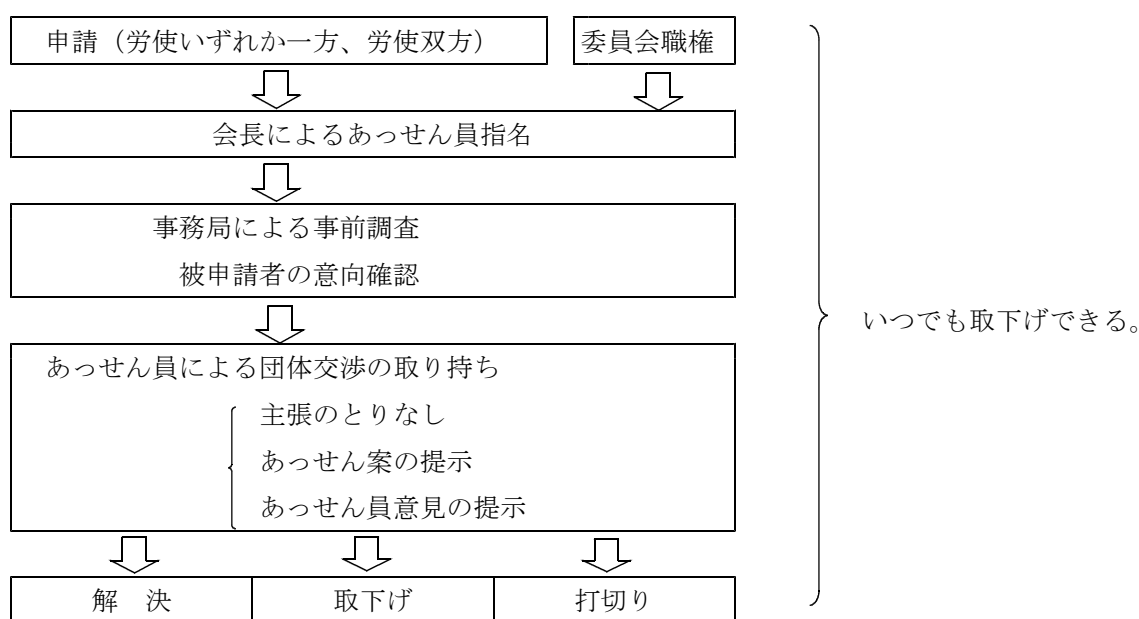 申請（労使いずれか一方、労使双方）
委員会職権
会長によるあっせん員指名
事務局による事前調査
被申請者の意向確認
いつでも取下げできる。
あっせん員による団体交渉の取り持ち
主張のとりなし
あっせん案の提示
あっせん員意見の提示
解　決
取下げ
打切り